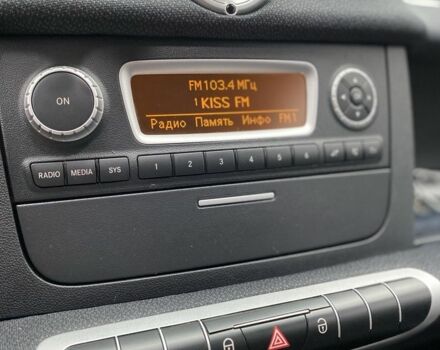 FM 103.4 МГц
1 KISS FM
Радио Память Инфо FM1
ON
RADIO MEDIA SYS 1 2 3 4 5 6